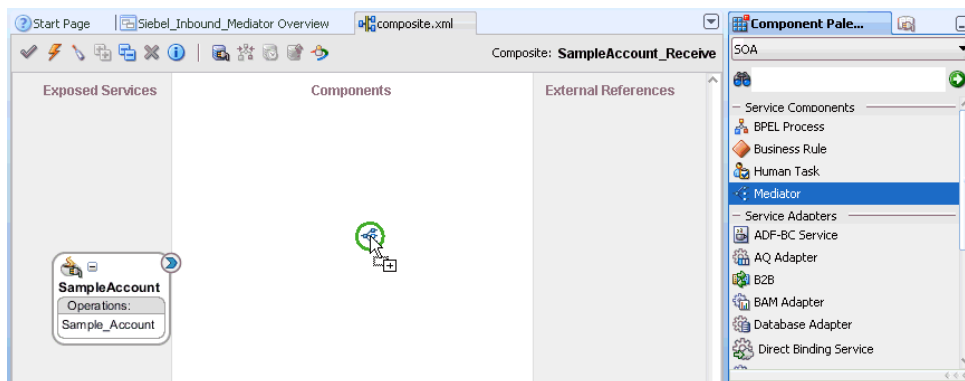 Start Page
Siebel_Inbound_Mediator Overview
composite.xml
Component Pale...
Composite: SampleAccount_Receive
SOA
Exposed Services
Components
External References
Service Components
BPEL Process
Business Rule
Human Task
Mediator
Service Adapters
ADF-BC Service
AQ Adapter
B2B
BAM Adapter
Database Adapter
Direct Binding Service
SampleAccount
Operations:
Sample_Account